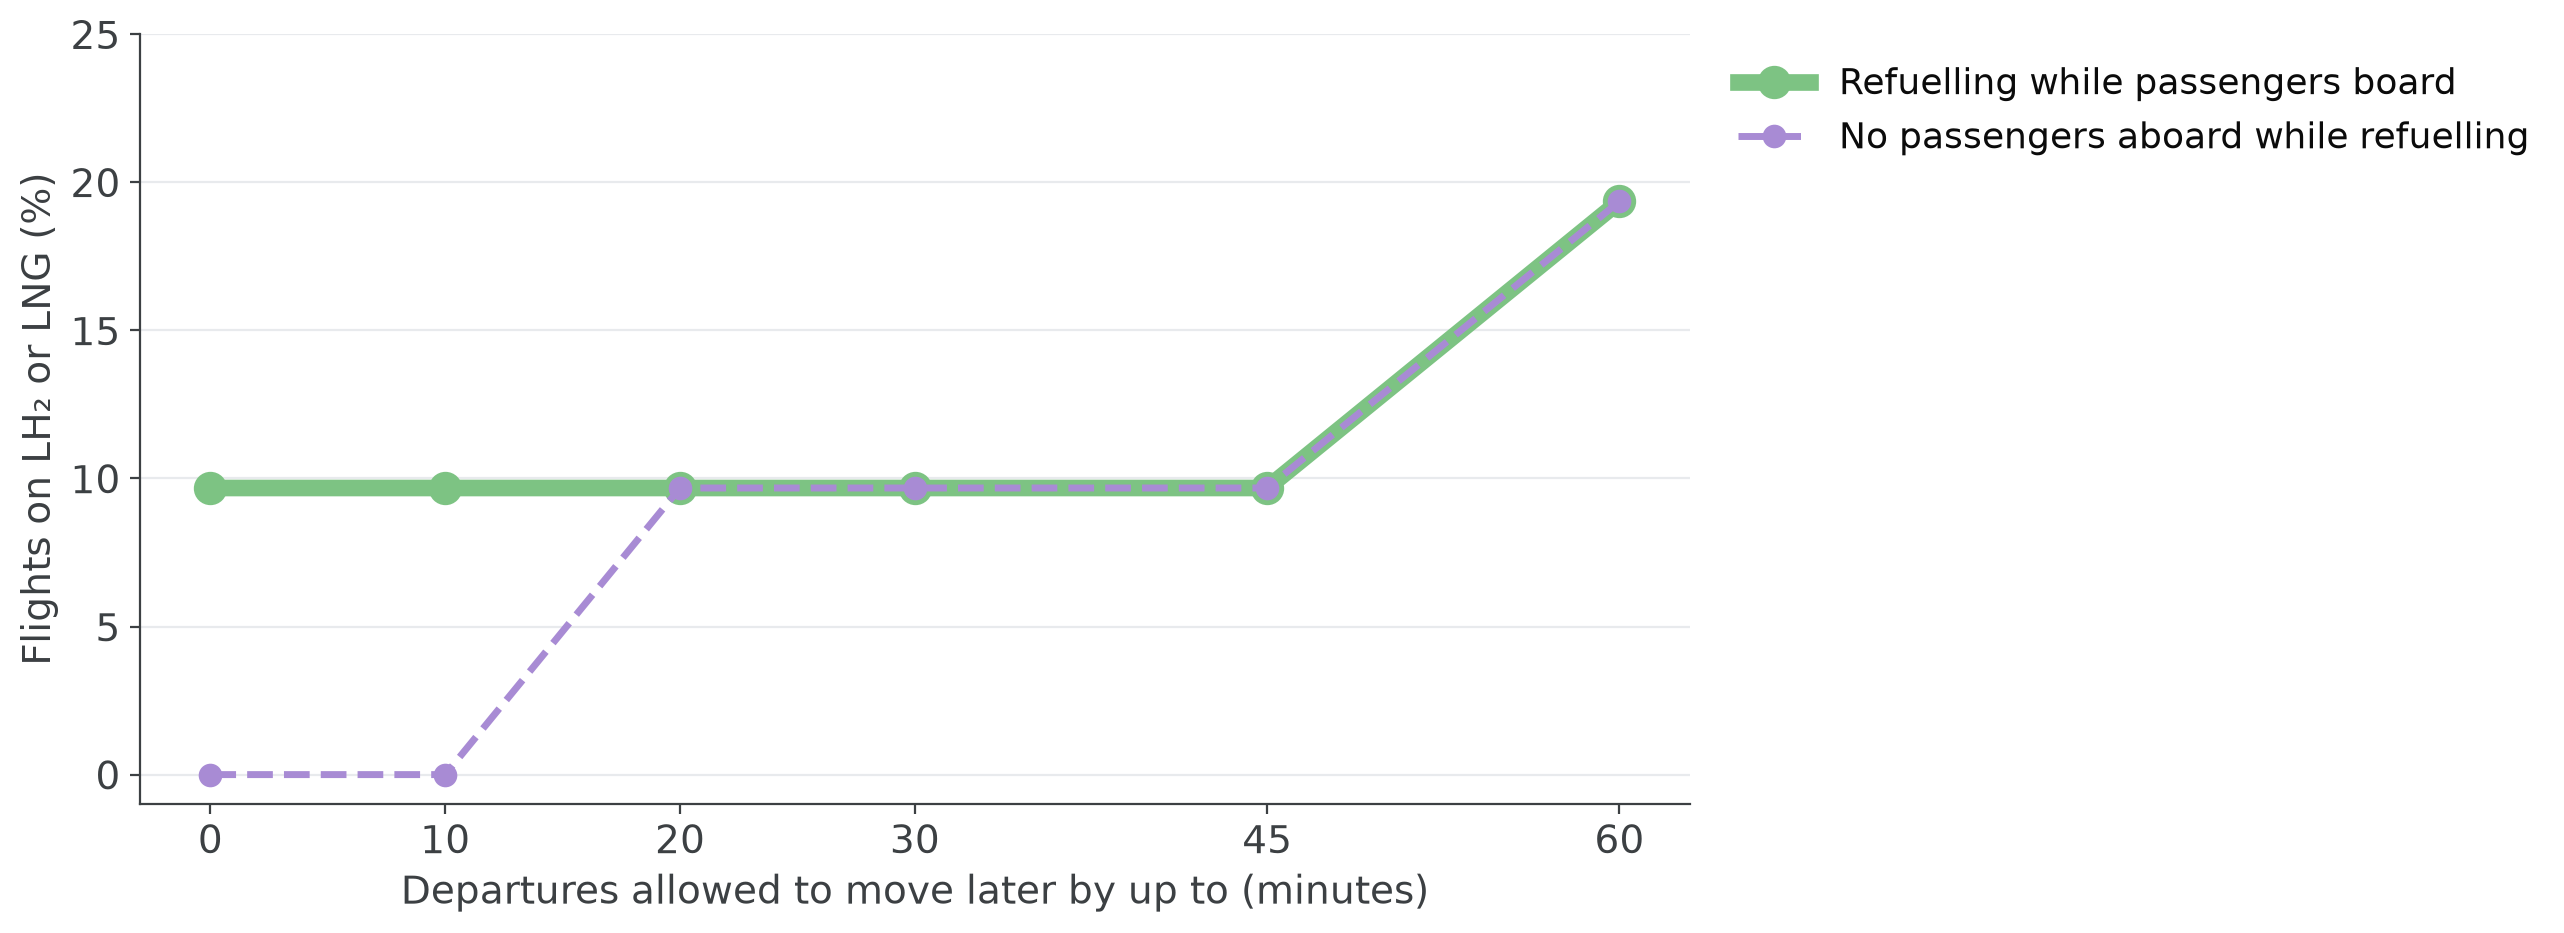 Flights on LH₂ or LNG (%)
25
20
15
10
5
0
0 10 20 30 45 60
Departures allowed to move later by up to (minutes)
Refuelling while passengers board
No passengers aboard while refuelling